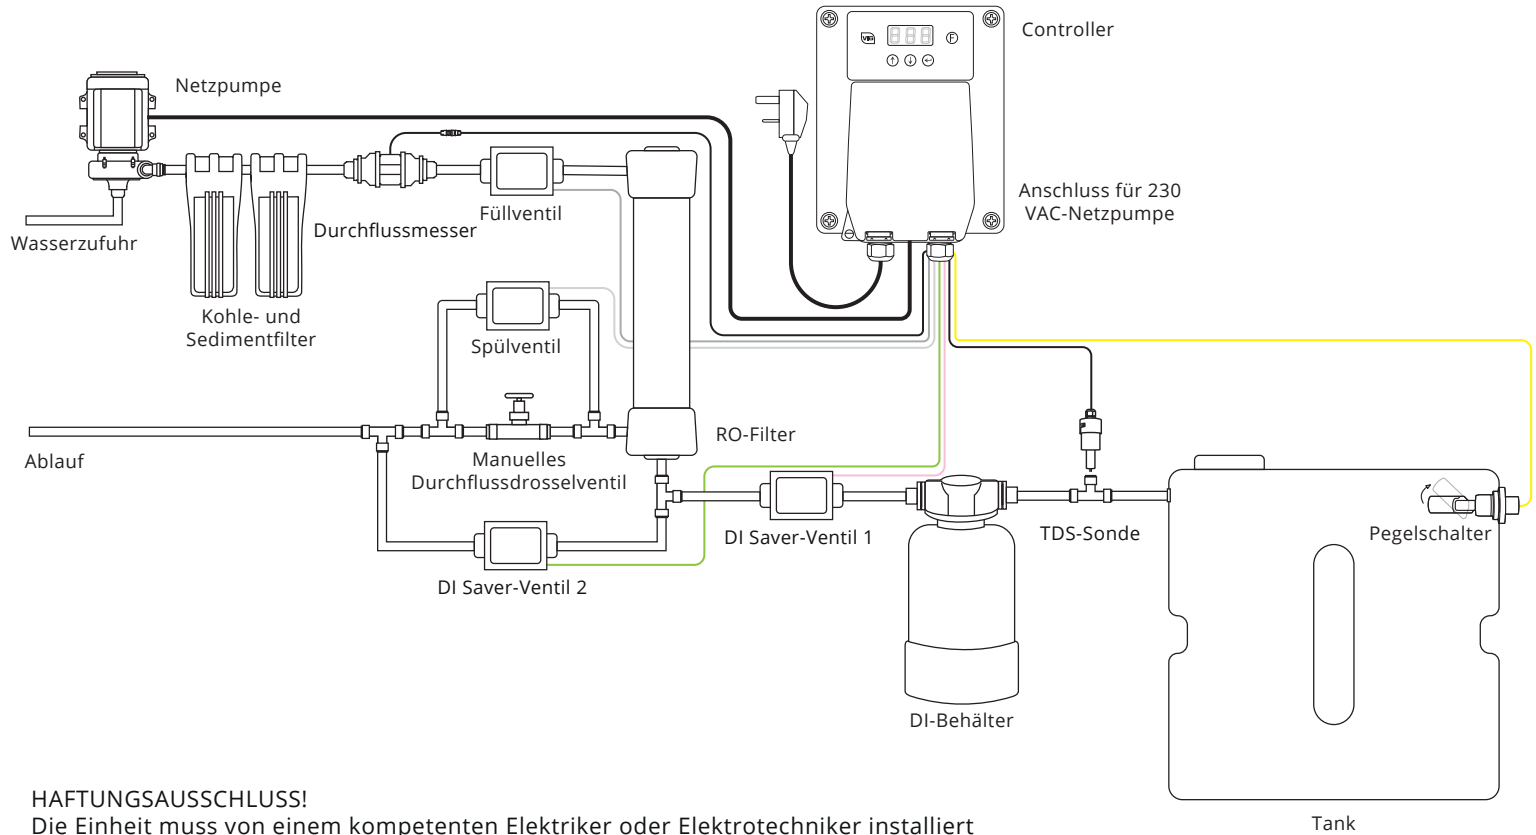 Controller
Netzpumpe
F
Anschluss für 230
VAC-Netzpumpe
Füllventil
Durchflussmesser
Wasserzufuhr
Kohle- und
Sedimentfilter
Spülventil
RO-Filter
Manuelles
Durchflussdrosselventil
Ablauf
DI Saver-Ventil 1
TDS-Sonde
Pegelschalter
DI Saver-Ventil 2
DI-Behälter
Tank
HAFTUNGSAUSSCHLUSS!
Die Einheit muss von einem kompetenten Elektriker oder Elektrotechniker installiert